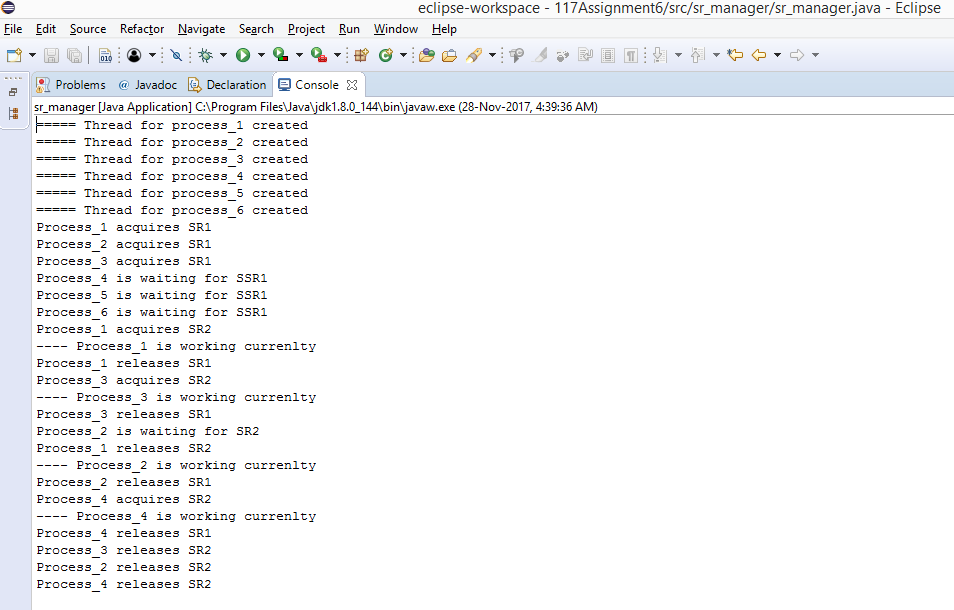 eclipse-workspace - 117Assignment6/src/sr_manager/sr_manager.java - Eclipse
File Edit Source Refactor Navigate Search Project Run Window Help
Problems @ Javadoc Declaration Console
sr_manager [Java Application] C:\Program Files\Java\jdk1.8.0_144\bin\javaw.exe (28-Nov-2017, 4:39:36 AM)
===== Thread for process_1 created
===== Thread for process_2 created
===== Thread for process_3 created
===== Thread for process_4 created
===== Thread for process_5 created
===== Thread for process_6 created
Process_1 acquires SR1
Process_2 acquires SR1
Process_3 acquires SR1
Process_4 is waiting for SSR1
Process_5 is waiting for SSR1
Process_6 is waiting for SSR1
Process_1 acquires SR2
---- Process_1 is working currenlty
Process_1 releases SR1
Process_3 acquires SR2
---- Process_3 is working currenlty
Process_3 releases SR1
Process_2 is waiting for SR2
Process_1 releases SR2
---- Process_2 is working currenlty
Process_2 releases SR1
Process_4 acquires SR2
---- Process_4 is working currenlty
Process_4 releases SR1
Process_3 releases SR2
Process_2 releases SR2
Process_4 releases SR2